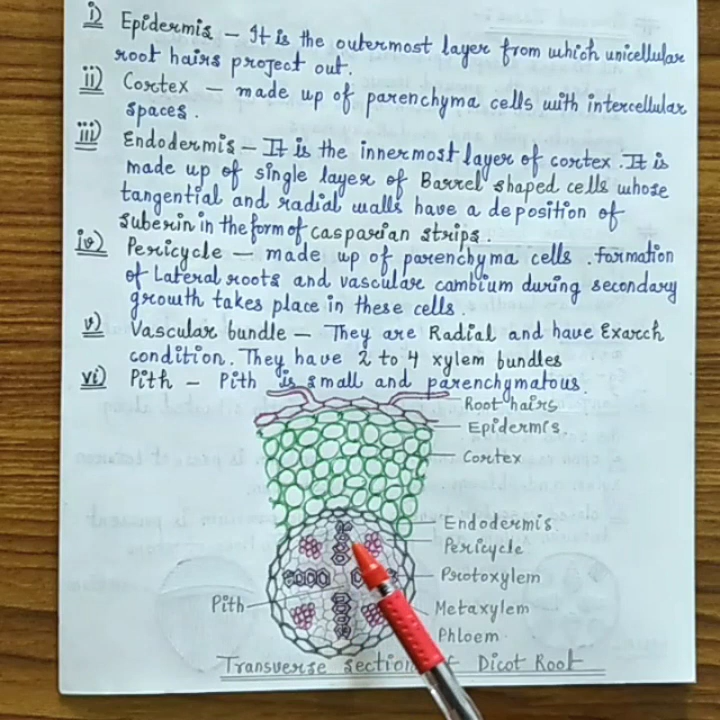 i) Epidermis – It is the outermost layer from which unicellular
root hairs project out.
ii) Cortex – made up of parenchyma cells with intercellular
spaces.
iii) Endodermis – It is the innermost layer of cortex. It is
made up of single layer of Barrel shaped cells whose
tangential and radial walls have a deposition of
suberin in the form of casparian strips.
iv) Pericycle – made up of parenchyma cells. formation
of Lateral roots and vascular cambium during secondary
growth takes place in these cells.
v) Vascular bundle – They are Radial and have Exarch
condition. They have 2 to 4 xylem bundles
vi) Pith – Pith is small and parenchymatous.
Root hairs
Epidermis.
Cortex
Endodermis.
Pericycle
Protoxylem
Pith
Metaxylem
Phloem
Transverse section of Dicot Root